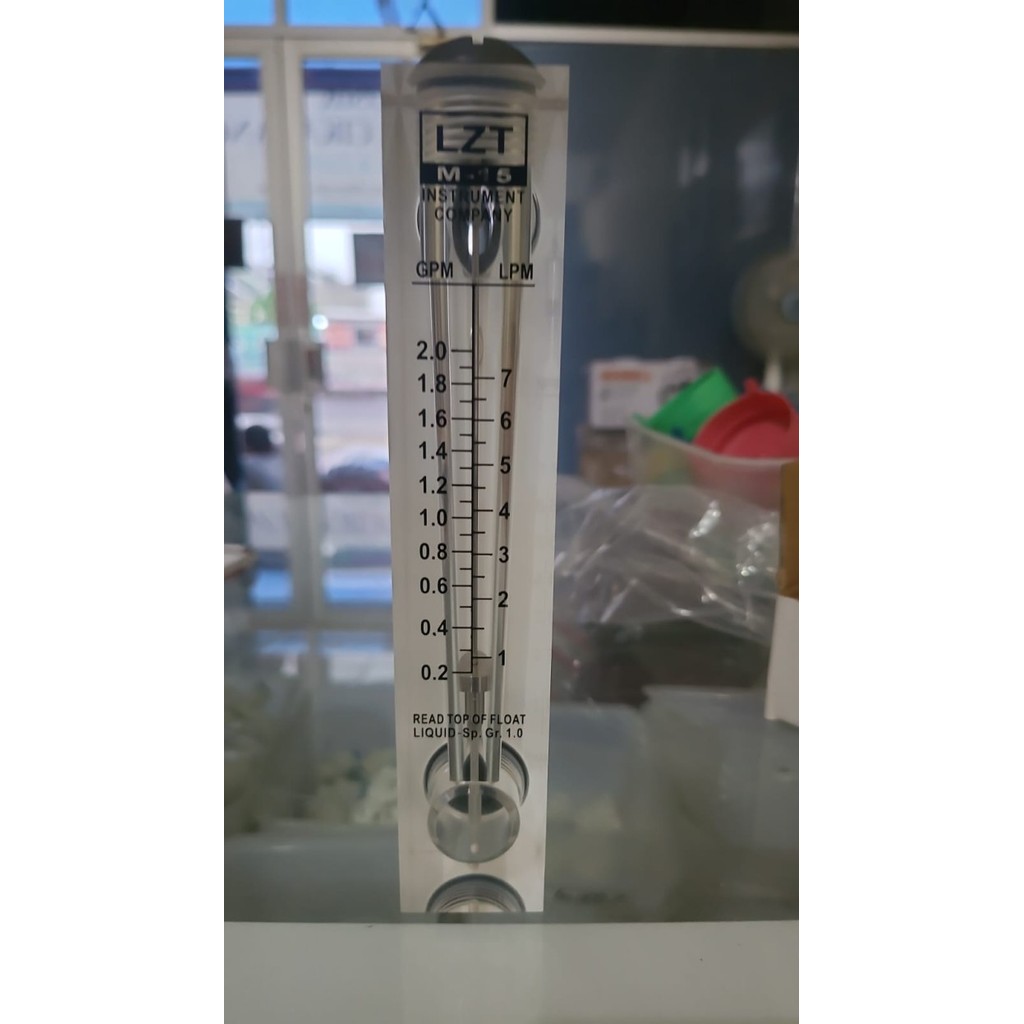 LZT
M-15
INSTRUMENT
COMPANY
GPM LPM
2.0
7
1.8
1.6 6
1.4
5
1.2
4
1.0
0.8 3
0.6
2
0.4
1
0.2
READ TOP OF FLOAT
LIQUID-Sp. Gr. 1.0